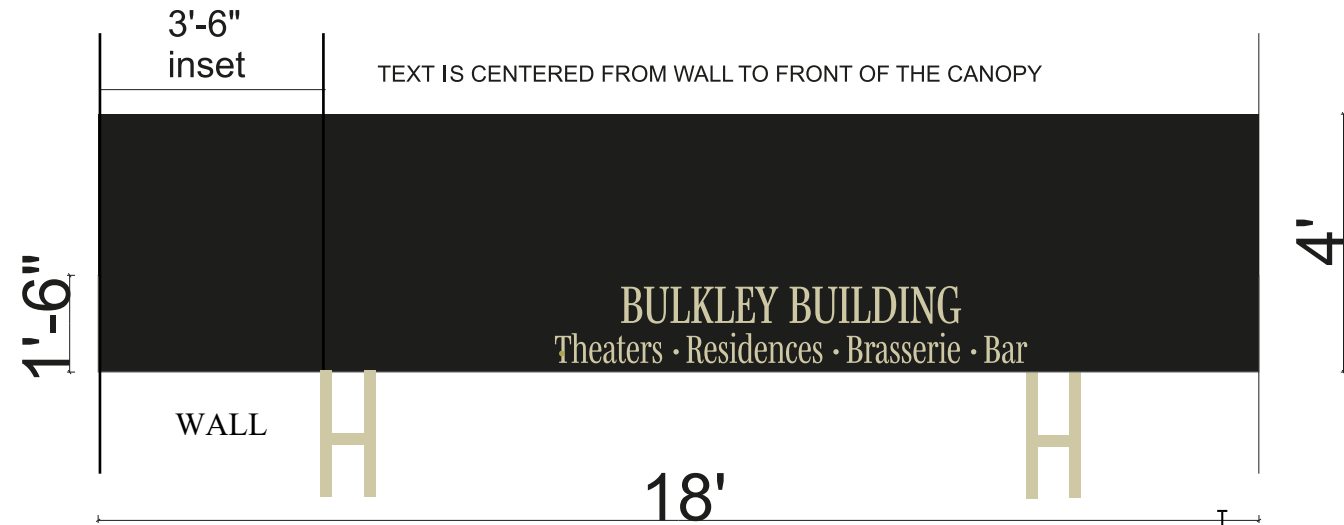 3'-6"
inset
TEXT IS CENTERED FROM WALL TO FRONT OF THE CANOPY
4'
1'-6"
BULKLEY BUILDING
Theaters · Residences · Brasserie · Bar
WALL
18'